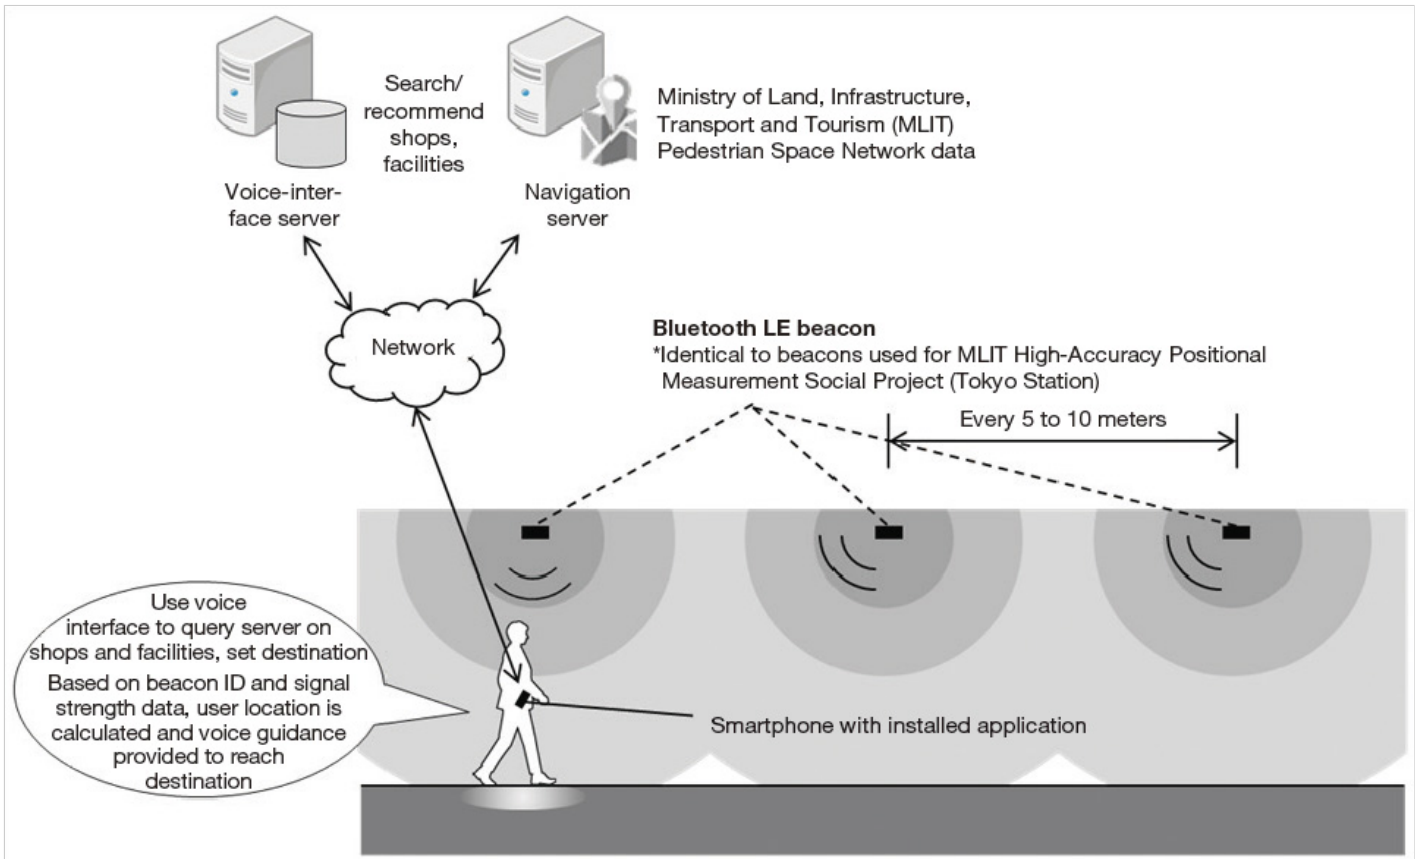 Search/
recommend
shops,
facilities
Ministry of Land, Infrastructure,
Transport and Tourism (MLIT)
Pedestrian Space Network data
Voice-inter-
face server
Navigation
server
Network
Bluetooth LE beacon
*Identical to beacons used for MLIT High-Accuracy Positional
Measurement Social Project (Tokyo Station)
Every 5 to 10 meters
Use voice
interface to query server on
shops and facilities, set destination
Based on beacon ID and signal
strength data, user location is
calculated and voice guidance
provided to reach
destination
Smartphone with installed application